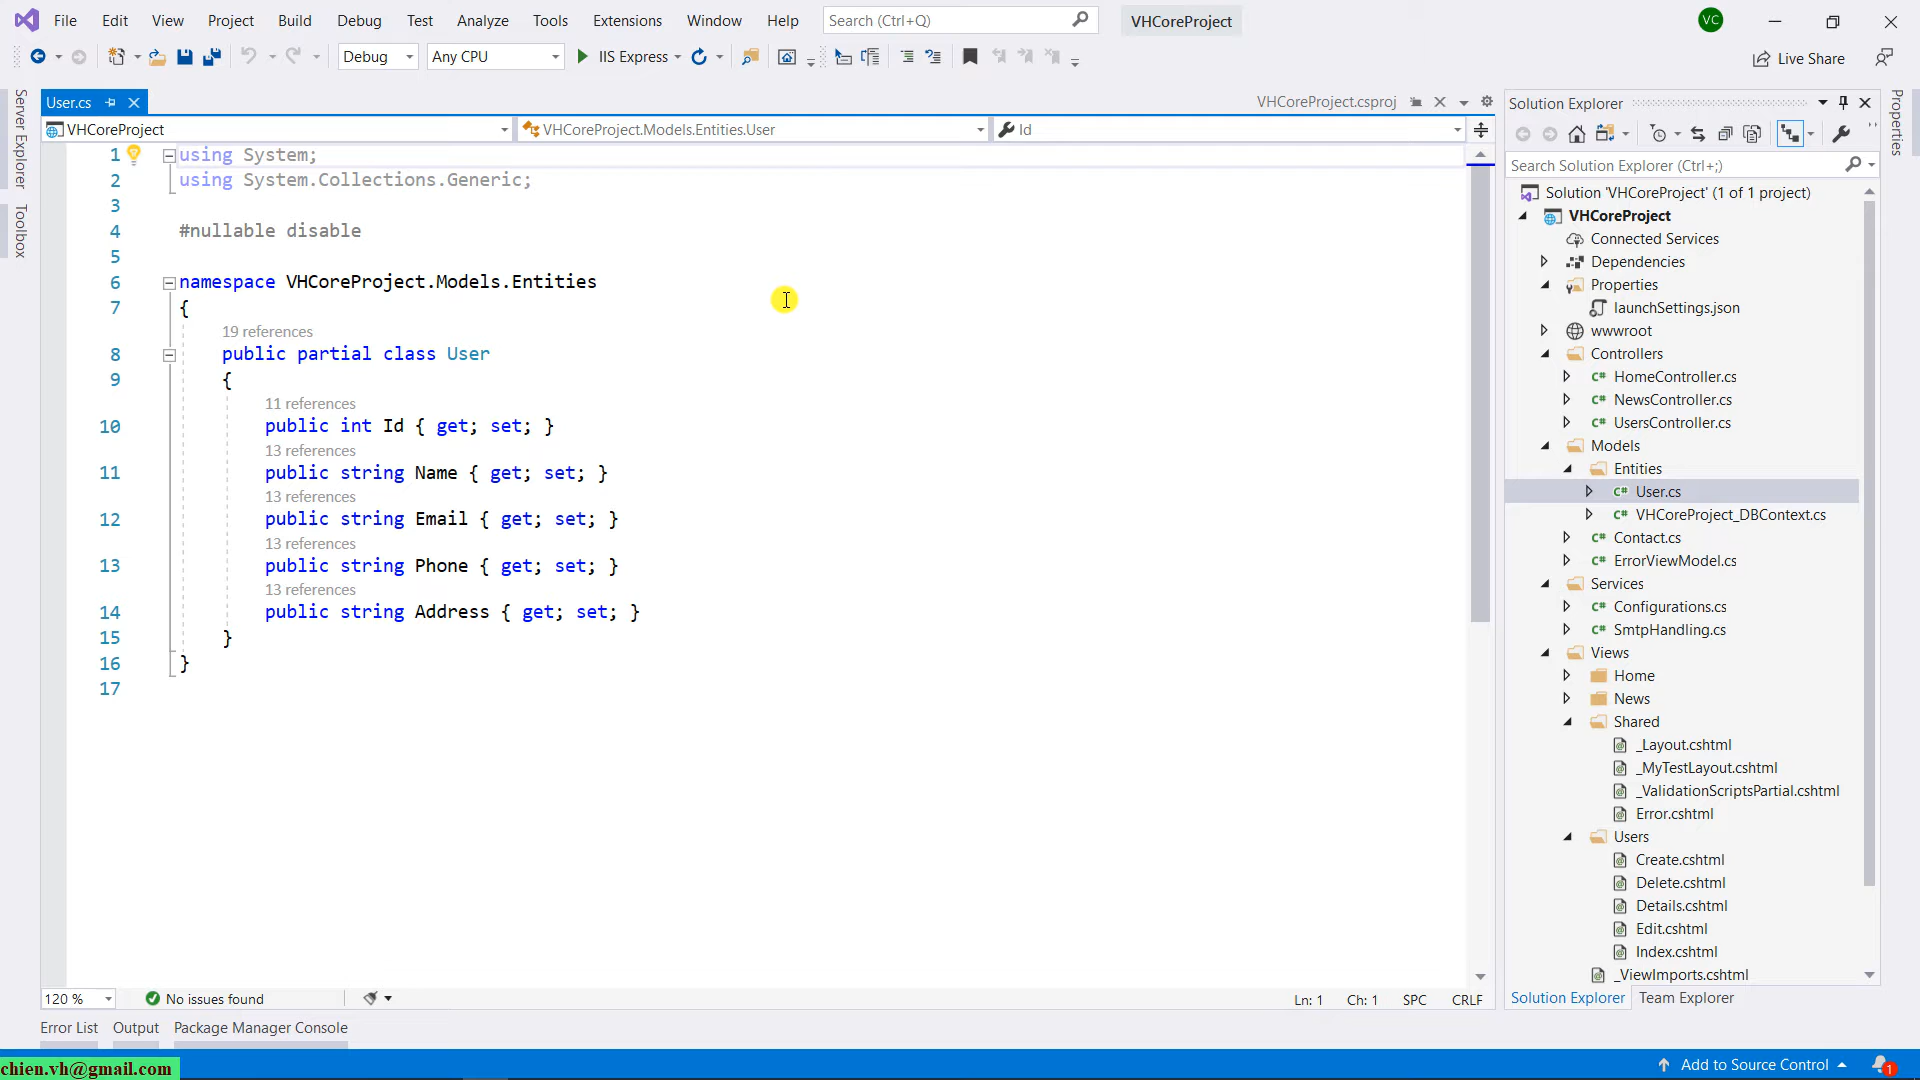 File Edit View Project Build Debug Test Analyze Tools Extensions Window Help Search (Ctrl+Q) VHCoreProject VC
Debug Any CPU IIS Express Live Share
Server Explorer
Toolbox
User.cs VHCoreProject.csproj
VHCoreProject VHCoreProject.Models.Entities.User Id
1 using System;
2 using System.Collections.Generic;
3
4 #nullable disable
5
6 namespace VHCoreProject.Models.Entities
7 {
19 references
8 public partial class User
9 {
11 references
10 public int Id { get; set; }
13 references
11 public string Name { get; set; }
13 references
12 public string Email { get; set; }
13 references
13 public string Phone { get; set; }
13 references
14 public string Address { get; set; }
15 }
16 }
17
120 % No issues found Ln: 1 Ch: 1 SPC CRLF
Error List Output Package Manager Console
Solution Explorer
Search Solution Explorer (Ctrl+;)
Solution 'VHCoreProject' (1 of 1 project)
VHCoreProject
Connected Services
Dependencies
Properties
launchSettings.json
wwwroot
Controllers
C# HomeController.cs
C# NewsController.cs
C# UsersController.cs
Models
Entities
C# User.cs
C# VHCoreProject_DBContext.cs
C# Contact.cs
C# ErrorViewModel.cs
Services
C# Configurations.cs
C# SmtpHandling.cs
Views
Home
News
Shared
_Layout.cshtml
_MyTestLayout.cshtml
_ValidationScriptsPartial.cshtml
Error.cshtml
Users
Create.cshtml
Delete.cshtml
Details.cshtml
Edit.cshtml
Index.cshtml
_ViewImports.cshtml
Solution Explorer Team Explorer
Properties
chien.vh@gmail.com
Add to Source Control 1